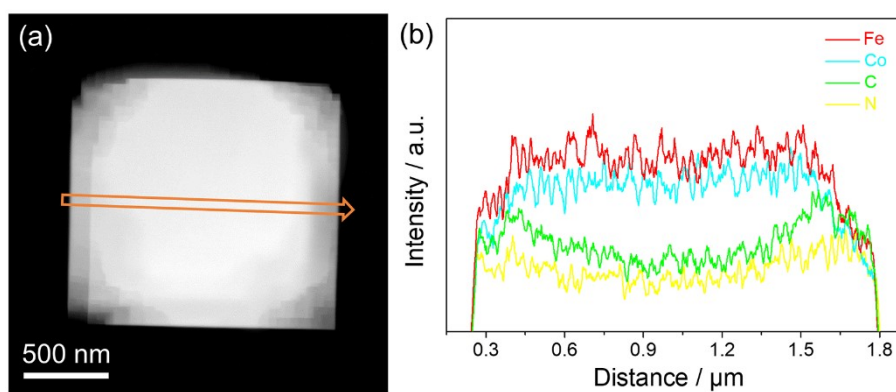 (a)
500 nm
(b)
Fe
Co
C
N
Intensity / a.u.
0.3 0.6 0.9 1.2 1.5 1.8
Distance / µm